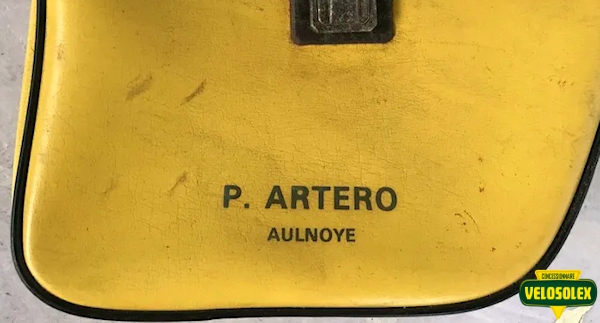 P. ARTERO
AULNOYE
CONCESSIONNAIRE
VELOSOLEX